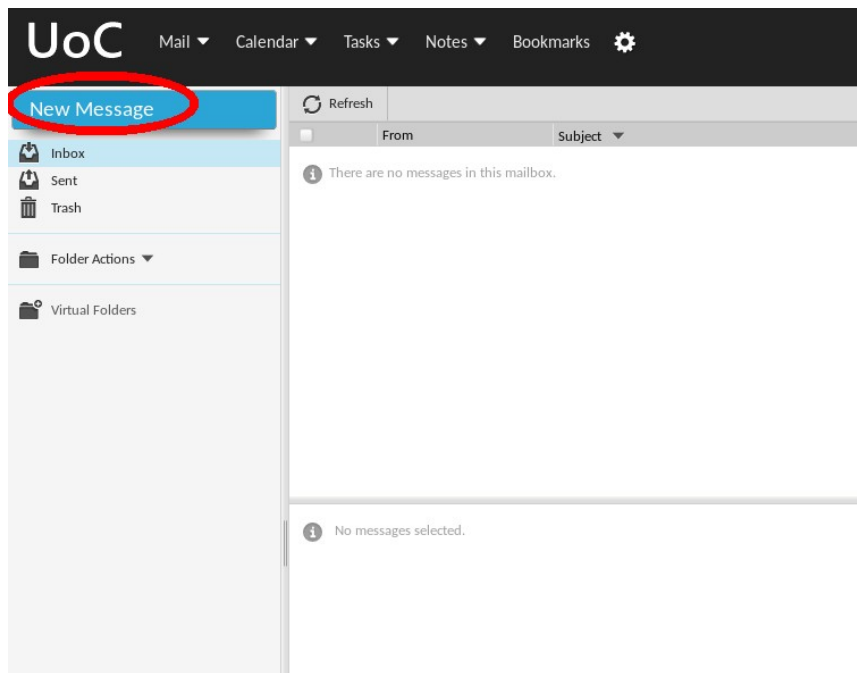 UoC Mail Calendar Tasks Notes Bookmarks
New Message
Refresh
From Subject
Inbox
There are no messages in this mailbox.
Sent
Trash
Folder Actions
Virtual Folders
No messages selected.